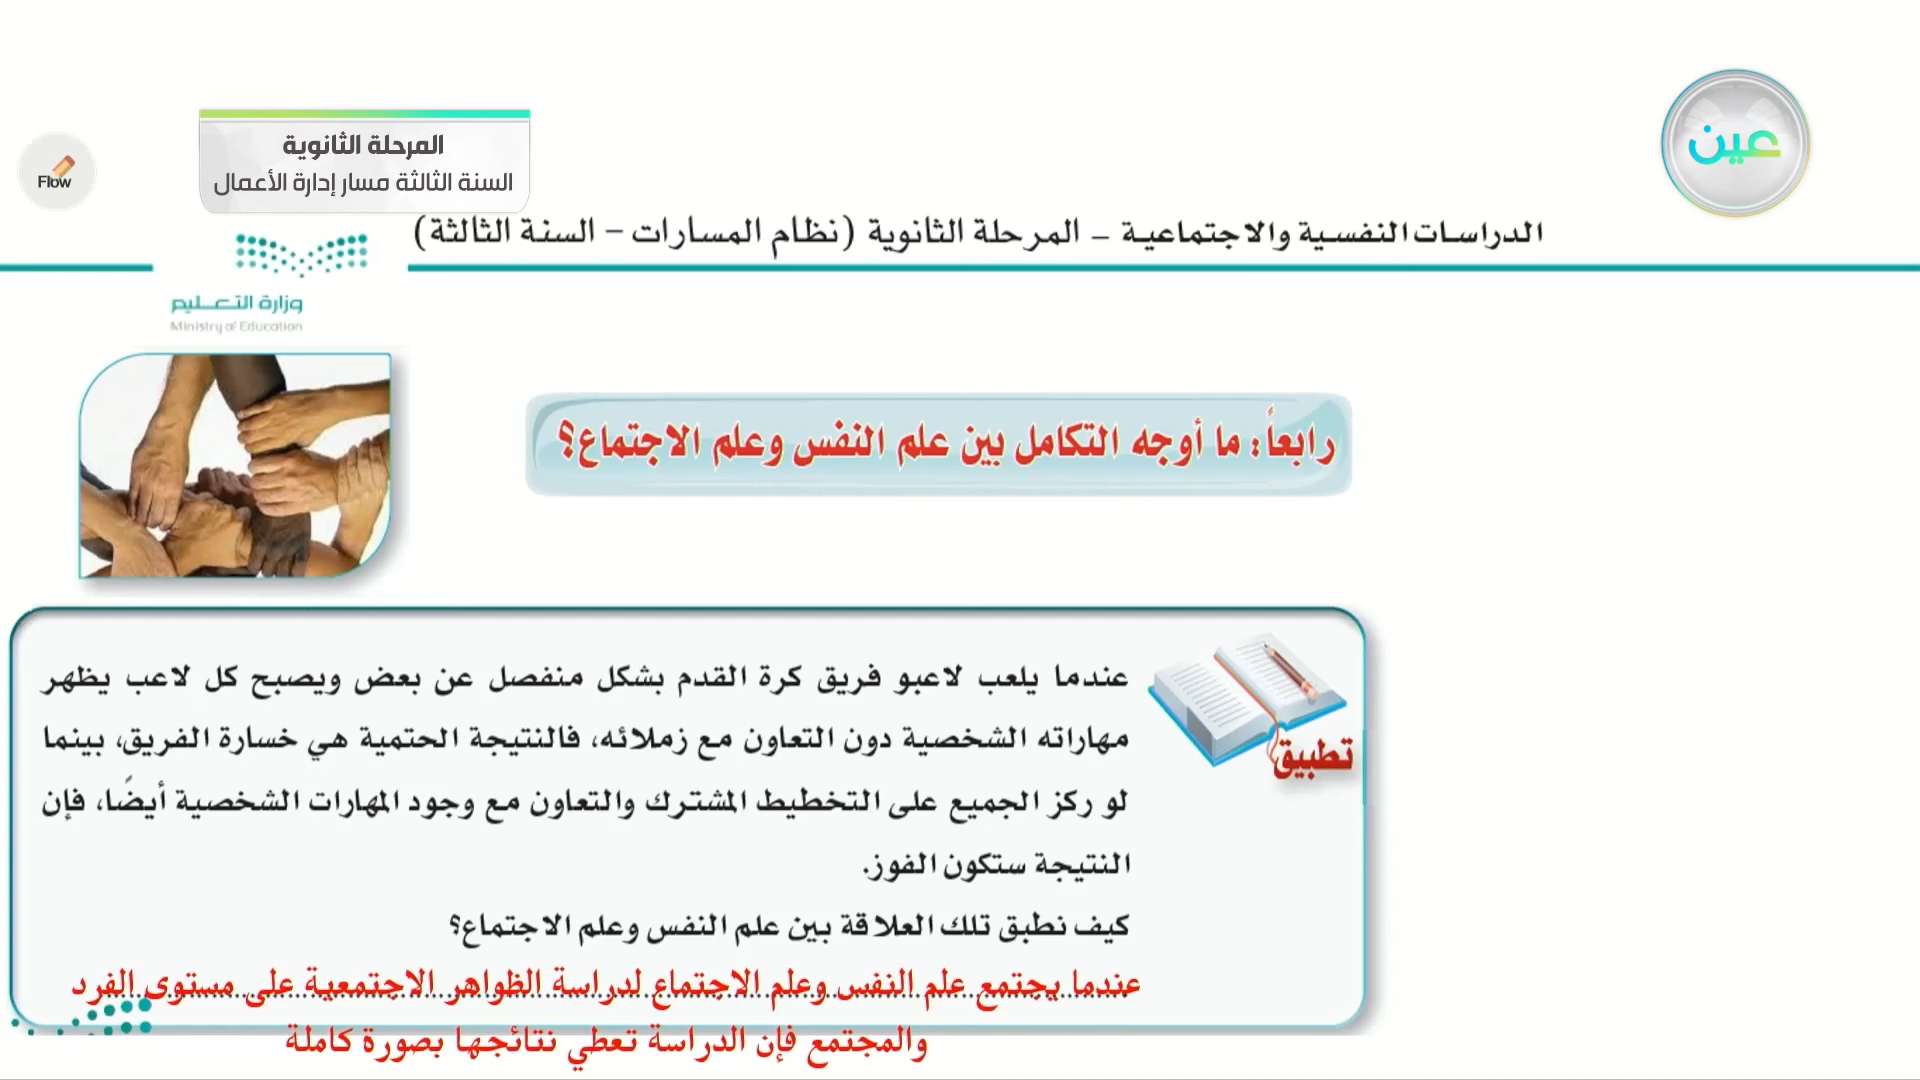 عين
المرحلة الثانوية
السنة الثالثة مسار إدارة الأعمال
Flow
الدراسات النفسية والاجتماعية – المرحلة الثانوية (نظام المسارات – السنة الثالثة)
وزارة التعليم
Ministry of Education
رابعاً: ما أوجه التكامل بين علم النفس وعلم الاجتماع؟
تطبيق
عندما يلعب لاعبو فريق كرة القدم بشكل منفصل عن بعض ويصبح كل لاعب يظهر
مهاراته الشخصية دون التعاون مع زملائه، فالنتيجة الحتمية هي خسارة الفريق، بينما
لو ركز الجميع على التخطيط المشترك والتعاون مع وجود المهارات الشخصية أيضًا، فإن
النتيجة ستكون الفوز.
كيف نطبق تلك العلاقة بين علم النفس وعلم الاجتماع؟
عندما يجتمع علم النفس وعلم الاجتماع لدراسة الظواهر الاجتمعية على مستوى الفرد
والمجتمع فإن الدراسة تعطي نتائجها بصورة كاملة